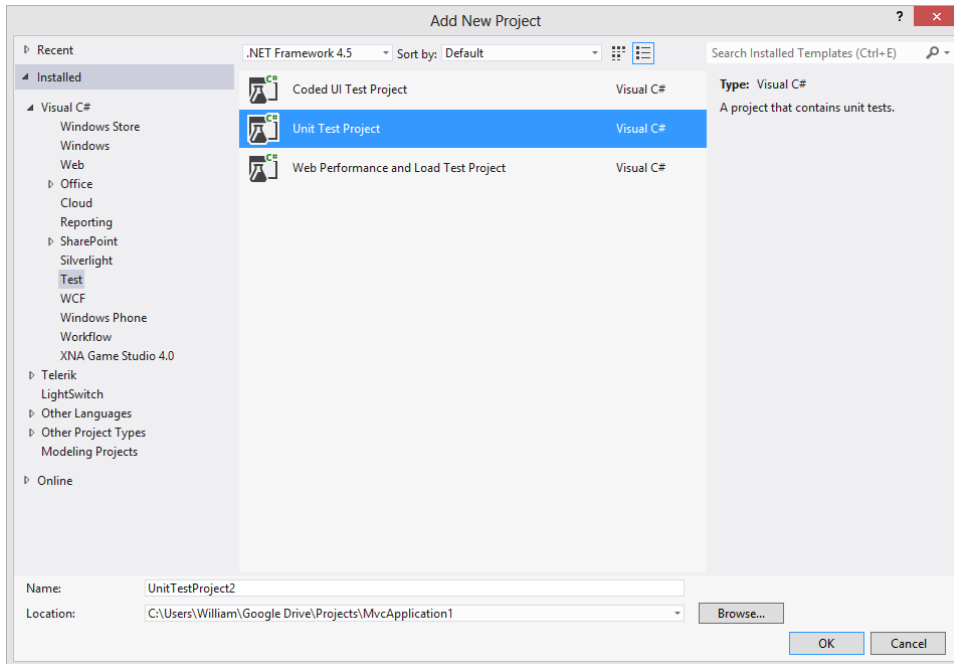 Add New Project
? ×
Recent
.NET Framework 4.5 Sort by: Default
Search Installed Templates (Ctrl+E)
Installed
Visual C#
Windows Store
Windows
Web
Office
Cloud
Reporting
SharePoint
Silverlight
Test
WCF
Windows Phone
Workflow
XNA Game Studio 4.0
Telerik
LightSwitch
Other Languages
Other Project Types
Modeling Projects
Online
C# Coded UI Test Project Visual C#
C# Unit Test Project Visual C#
C# Web Performance and Load Test Project Visual C#
Type: Visual C#
A project that contains unit tests.
Name: UnitTestProject2
Location: C:\Users\William\Google Drive\Projects\MvcApplication1 Browse...
OK Cancel